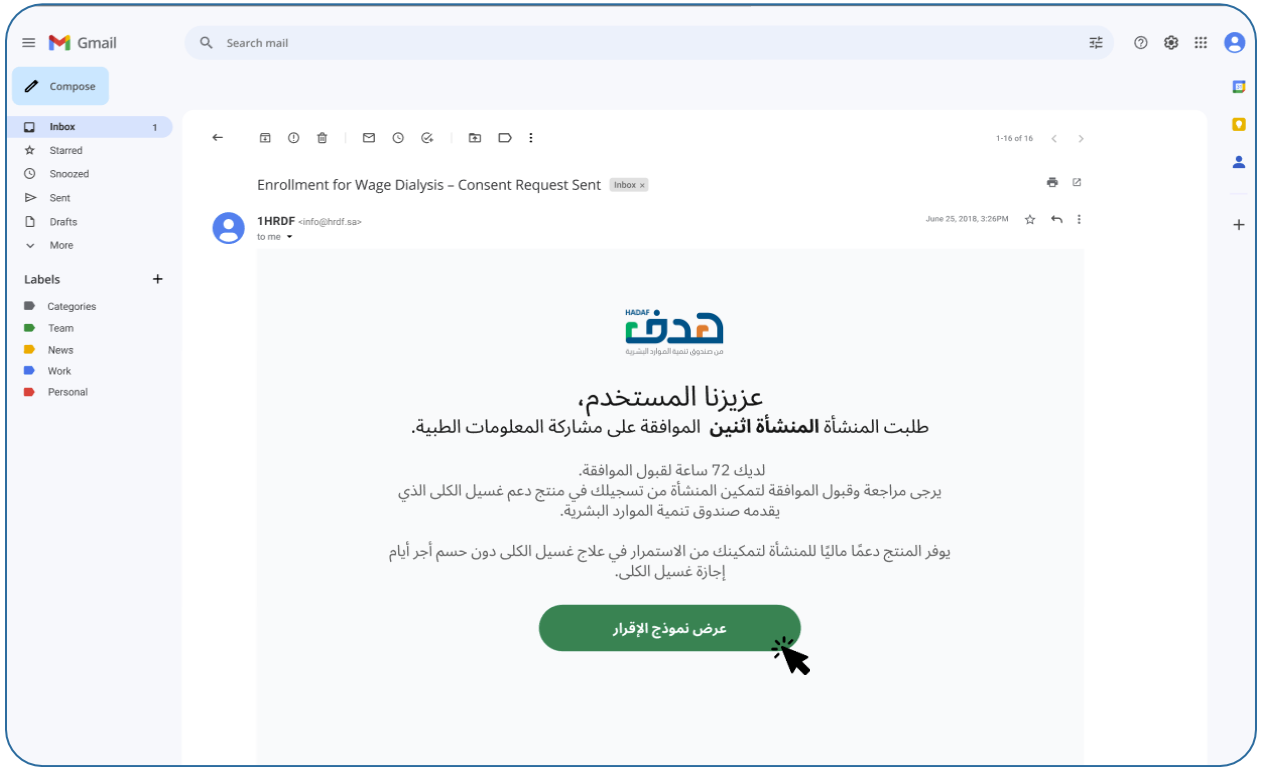 Gmail
Search mail
Compose
Inbox 1
Starred
Snoozed
Sent
Drafts
More
Labels
Categories
Team
News
Work
Personal
1-16 of 16
Enrollment for Wage Dialysis – Consent Request Sent Inbox ×
1HRDF <info@hrdf.sa>
June 25, 2018, 3:26PM
to me
HADAF
هدف
من صندوق تنمية الموارد البشرية
عزيزنا المستخدم،
طلبت المنشأة المنشأة اثنين الموافقة على مشاركة المعلومات الطبية.
لديك 72 ساعة لقبول الموافقة.
يرجى مراجعة وقبول الموافقة لتمكين المنشأة من تسجيلك في منتج دعم غسيل الكلى الذي
يقدمه صندوق تنمية الموارد البشرية.
يوفر المنتج دعمًا ماليًا للمنشأة لتمكينك من الاستمرار في علاج غسيل الكلى دون حسم أجر أيام
إجازة غسيل الكلى.
عرض نموذج الإقرار